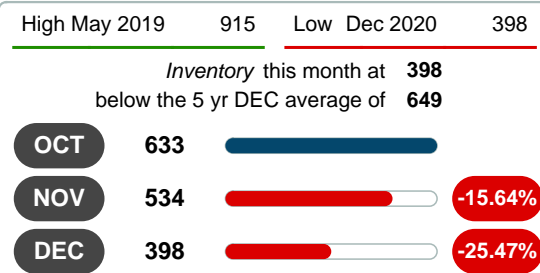 High May 2019 915 Low Dec 2020 398
Inventory this month at 398
below the 5 yr DEC average of 649
OCT 633
NOV 534 -15.64%
DEC 398 -25.47%